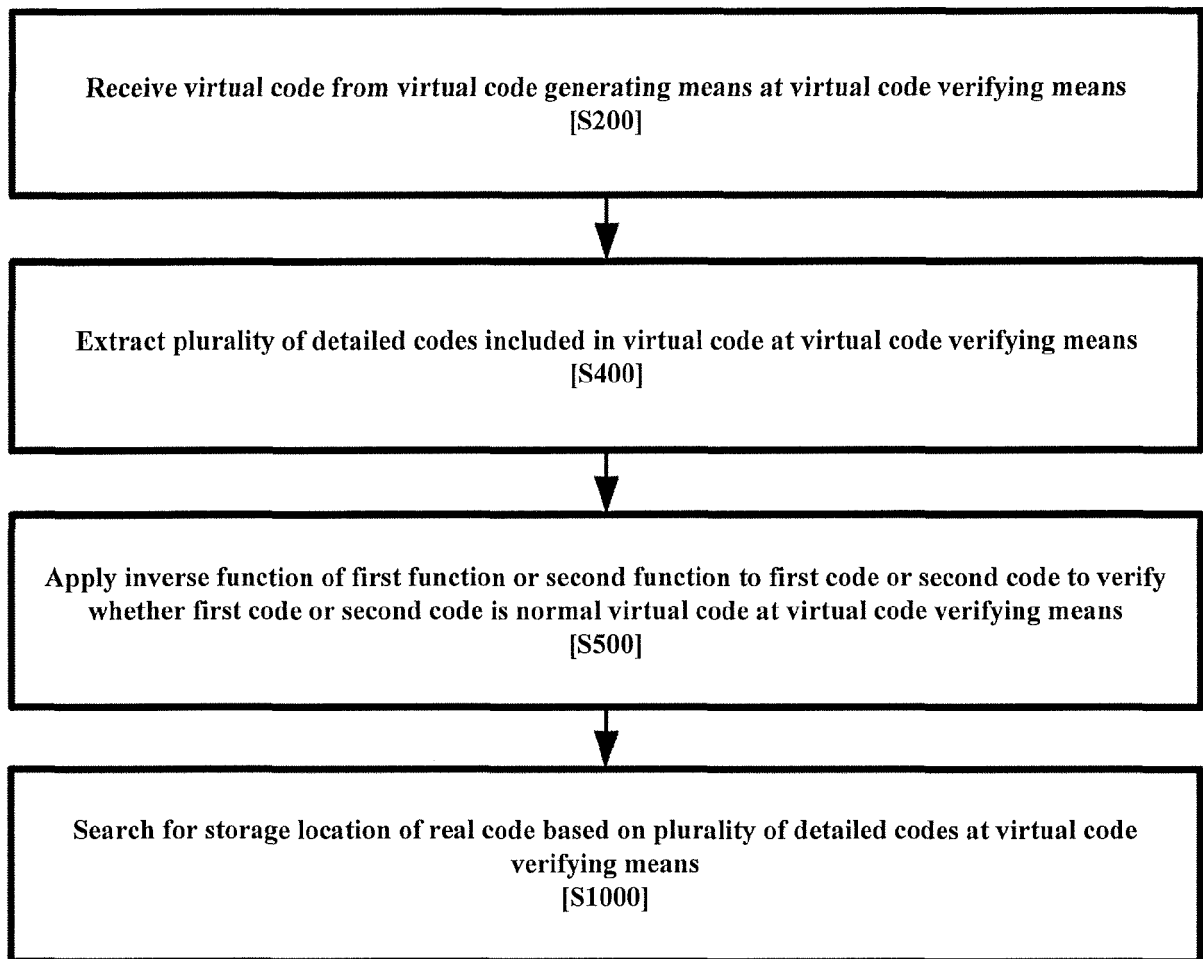 Receive virtual code from virtual code generating means at virtual code verifying means
[S200]
Extract plurality of detailed codes included in virtual code at virtual code verifying means
[S400]
Apply inverse function of first function or second function to first code or second code to verify
whether first code or second code is normal virtual code at virtual code verifying means
[S500]
Search for storage location of real code based on plurality of detailed codes at virtual code
verifying means
[S1000]